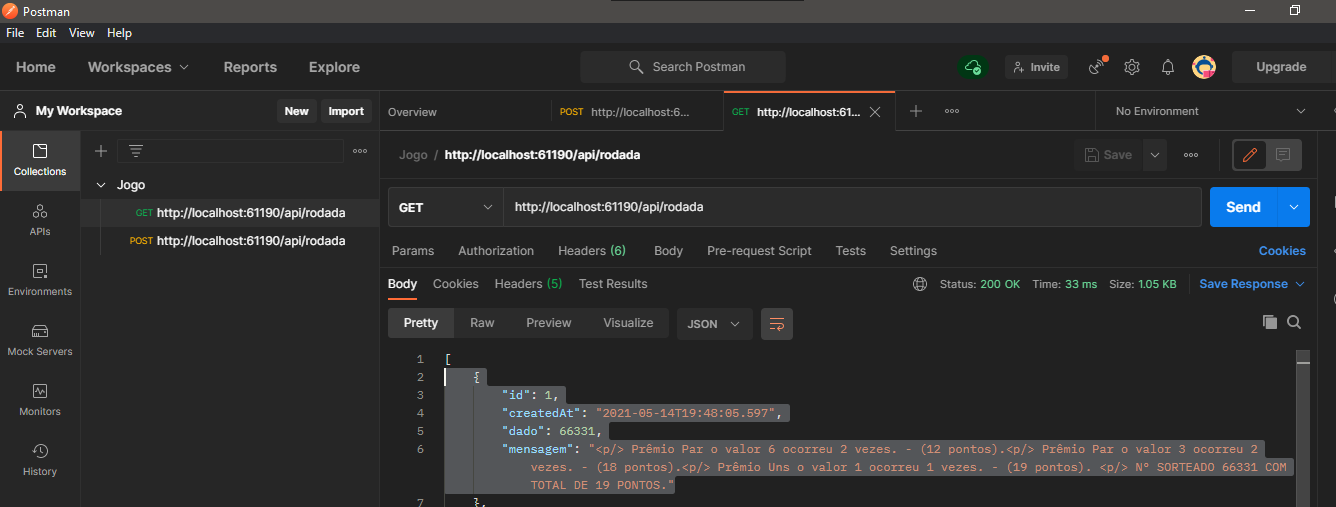 Postman
File Edit View Help
Home Workspaces Reports Explore Search Postman Invite Upgrade
My Workspace New Import Overview POST http://localhost:6... GET http://localhost:61... No Environment
Collections
APIs
Environments
Mock Servers
Monitors
History
Jogo
GET http://localhost:61190/api/rodada
POST http://localhost:61190/api/rodada
Jogo / http://localhost:61190/api/rodada Save
GET http://localhost:61190/api/rodada Send
Params Authorization Headers (6) Body Pre-request Script Tests Settings Cookies
Body Cookies Headers (5) Test Results Status: 200 OK Time: 33 ms Size: 1.05 KB Save Response
Pretty Raw Preview Visualize JSON
1 [
2 {
3 "id": 1,
4 "createdAt": "2021-05-14T19:48:05.597",
5 "dado": 66331,
6 "mensagem": "<p/> Prêmio Par o valor 6 ocorreu 2 vezes. - (12 pontos).<p/> Prêmio Par o valor 3 ocorreu 2
vezes. - (18 pontos).<p/> Prêmio Uns o valor 1 ocorreu 1 vezes. - (19 pontos). <p/> Nº SORTEADO 66331 COM
TOTAL DE 19 PONTOS."
7 },